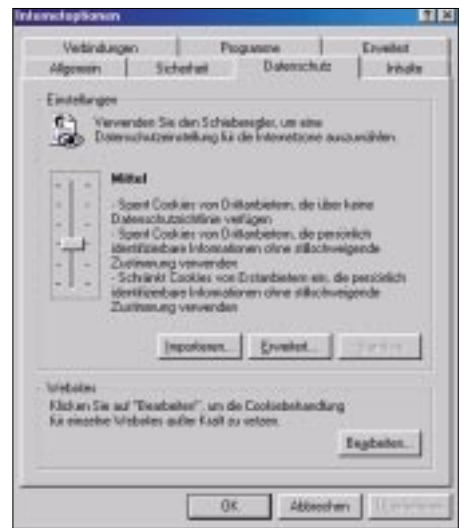 Internetoptionen
Verbindungen Programme Erweitert
Allgemein Sicherheit Datenschutz Inhalte
Einstellungen
Verwenden Sie den Schieberegler, um eine
Datenschutzeinstellung für die Internetzone auszuwählen.
Mittel
- Sperrt Cookies von Drittanbietern, die über keine
Datenschutzrichtlinie verfügen
- Sperrt Cookies von Drittanbietern, die persönlich
identifizierbare Informationen ohne stillschweigende
Zustimmung verwenden
- Schränkt Cookies von Erstanbietern ein, die persönlich
identifizierbare Informationen ohne stillschweigende
Zustimmung verwenden
Importieren... Erweitert...
Websites
Klicken Sie auf "Bearbeiten", um die Cookiebehandlung
für einzelne Websites außer Kraft zu setzen.
Bearbeiten...
OK Abbrechen